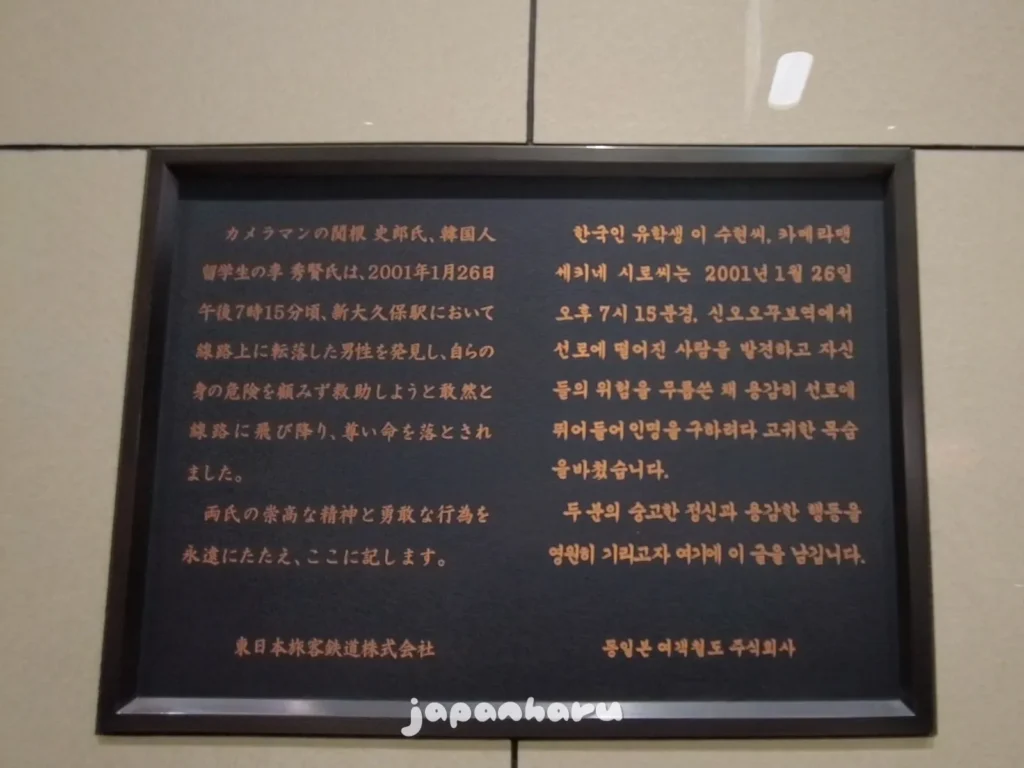 カメラマンの関根 史郎氏、韓国人
留学生の李 秀賢氏は、2001年1月26日
午後7時15分頃、新大久保駅において
線路上に転落した男性を発見し、自らの
身の危険を顧みず救助しようと敢然と
線路に飛び降り、尊い命を落とされ
ました。
両氏の崇高な精神と勇敢な行為を
永遠にたたえ、ここに記します。
東日本旅客鉄道株式会社
한국인 유학생 이 수현씨, 카메라맨
세키네 시로씨는 2001년 1월 26일
오후 7시 15분경, 신오오쿠보역에서
선로에 떨어진 사람을 발견하고 자신
들의 위험을 무릅쓴 채 용감히 선로에
뛰어들어 인명을 구하려다 고귀한 목숨
을 바쳤습니다.
두 분의 숭고한 정신과 용감한 행동을
영원히 기리고자 여기에 이 글을 남깁니다.
동일본 여객철도 주식회사
japanharu